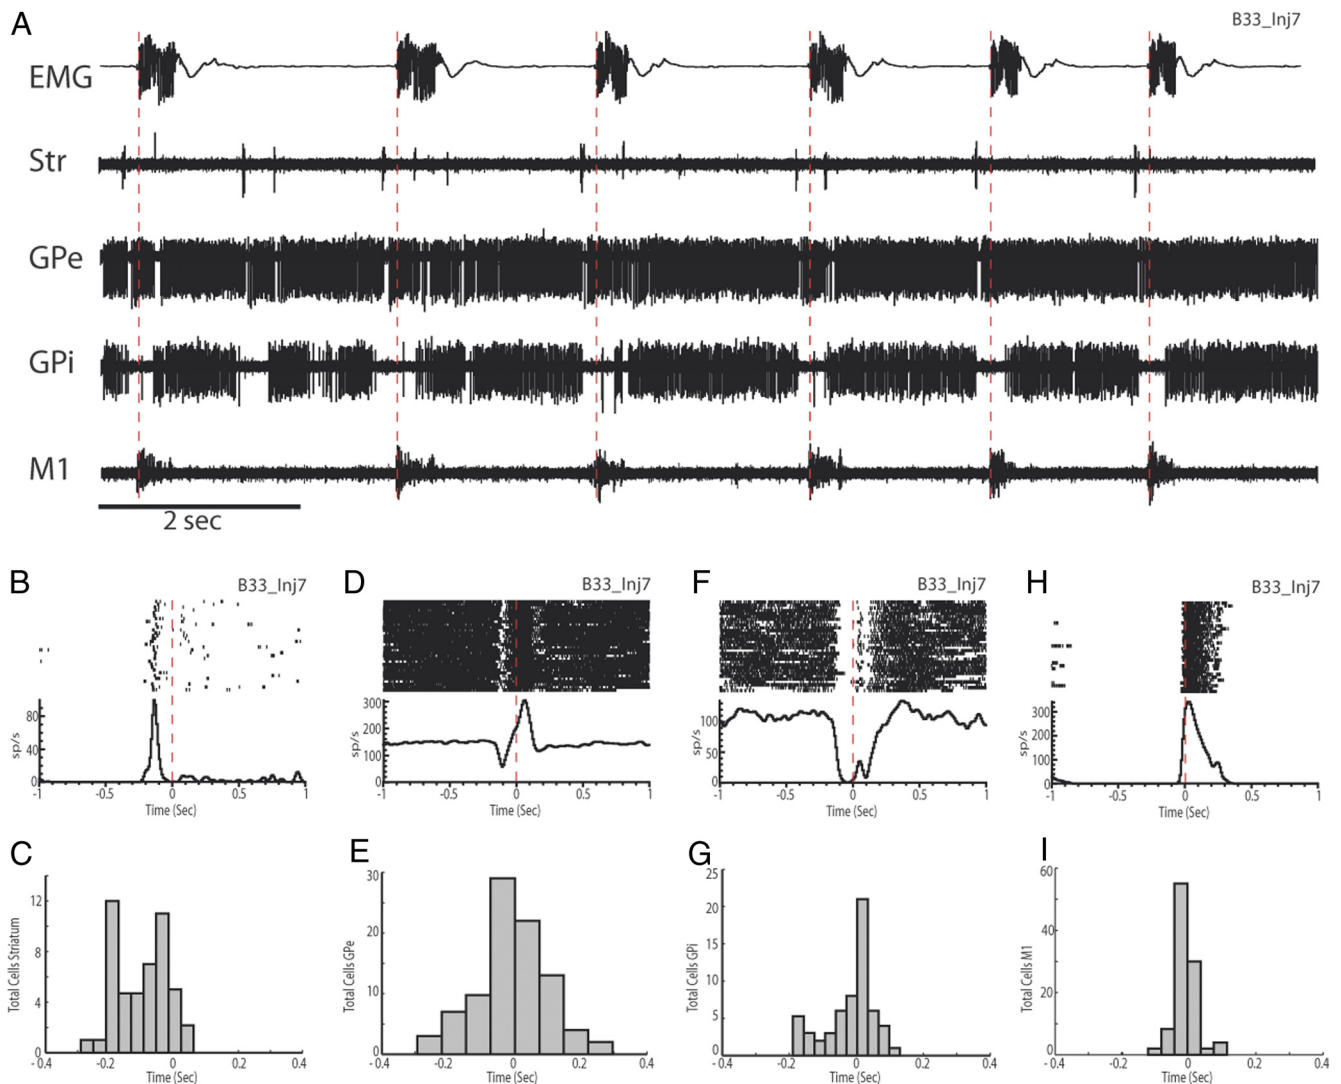 A
B33_Inj7
EMG
Str
GPe
GPi
M1
2 sec
B
B33_Inj7
80
40
0
sp/s
-1
-0.5
0
0.5
1
Time (Sec)
D
B33_Inj7
300
200
100
0
sp/s
-1
-0.5
0
0.5
1
Time (Sec)
F
B33_Inj7
100
50
0
sp/s
-1
-0.5
0
0.5
1
Time (Sec)
H
B33_Inj7
300
200
100
0
sp/s
-1
-0.5
0
0.5
1
Time (Sec)
C
12
8
4
0
Total Cells Striatum
-0.4
-0.2
0
0.2
0.4
Time (Sec)
E
30
20
10
0
Total Cells GPe
-0.4
-0.2
0
0.2
0.4
Time (Sec)
G
25
20
15
10
5
0
Total Cells GPi
-0.4
-0.2
0
0.2
0.4
Time (Sec)
I
60
40
20
0
Total Cells M1
-0.4
-0.2
0
0.2
0.4
Time (Sec)